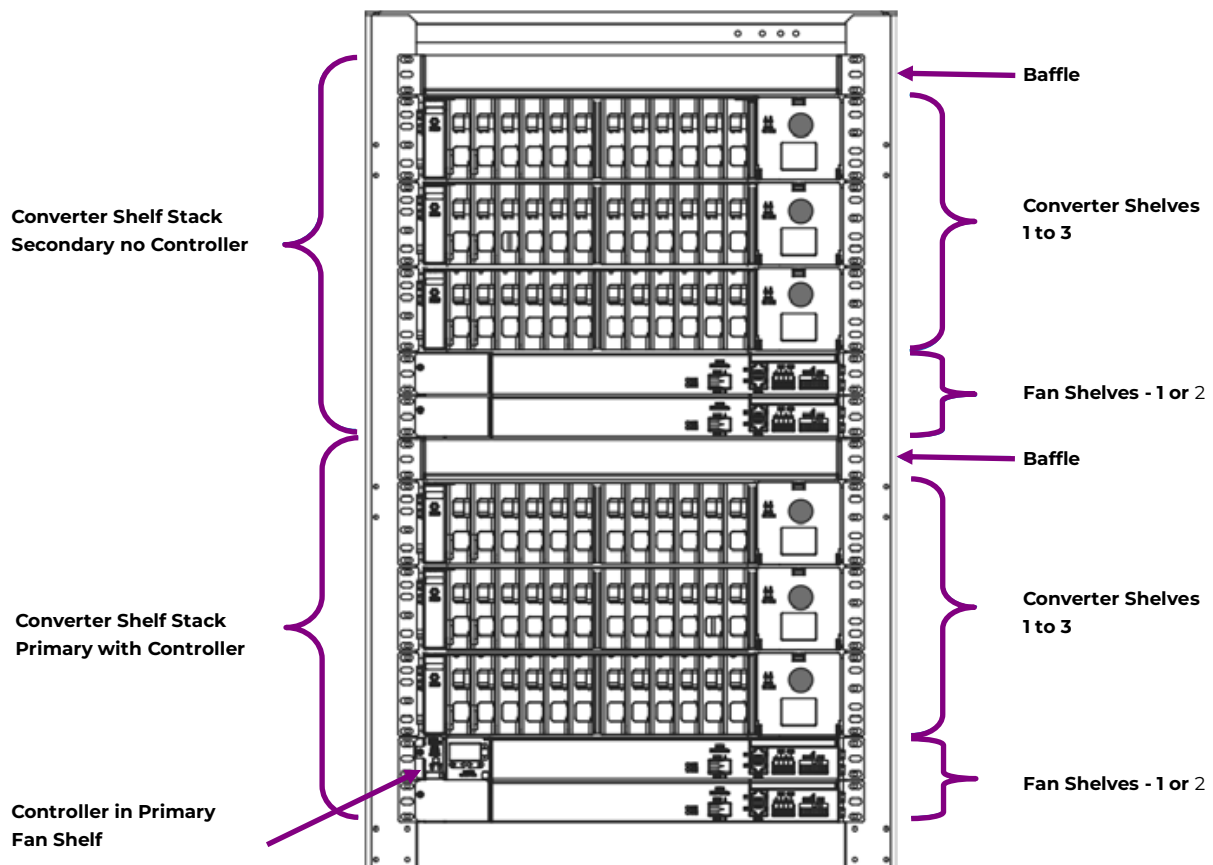 Baffle
Converter Shelf Stack
Secondary no Controller
Converter Shelves
1 to 3
Fan Shelves - 1 or 2
Baffle
Converter Shelf Stack
Primary with Controller
Converter Shelves
1 to 3
Fan Shelves - 1 or 2
Controller in Primary
Fan Shelf